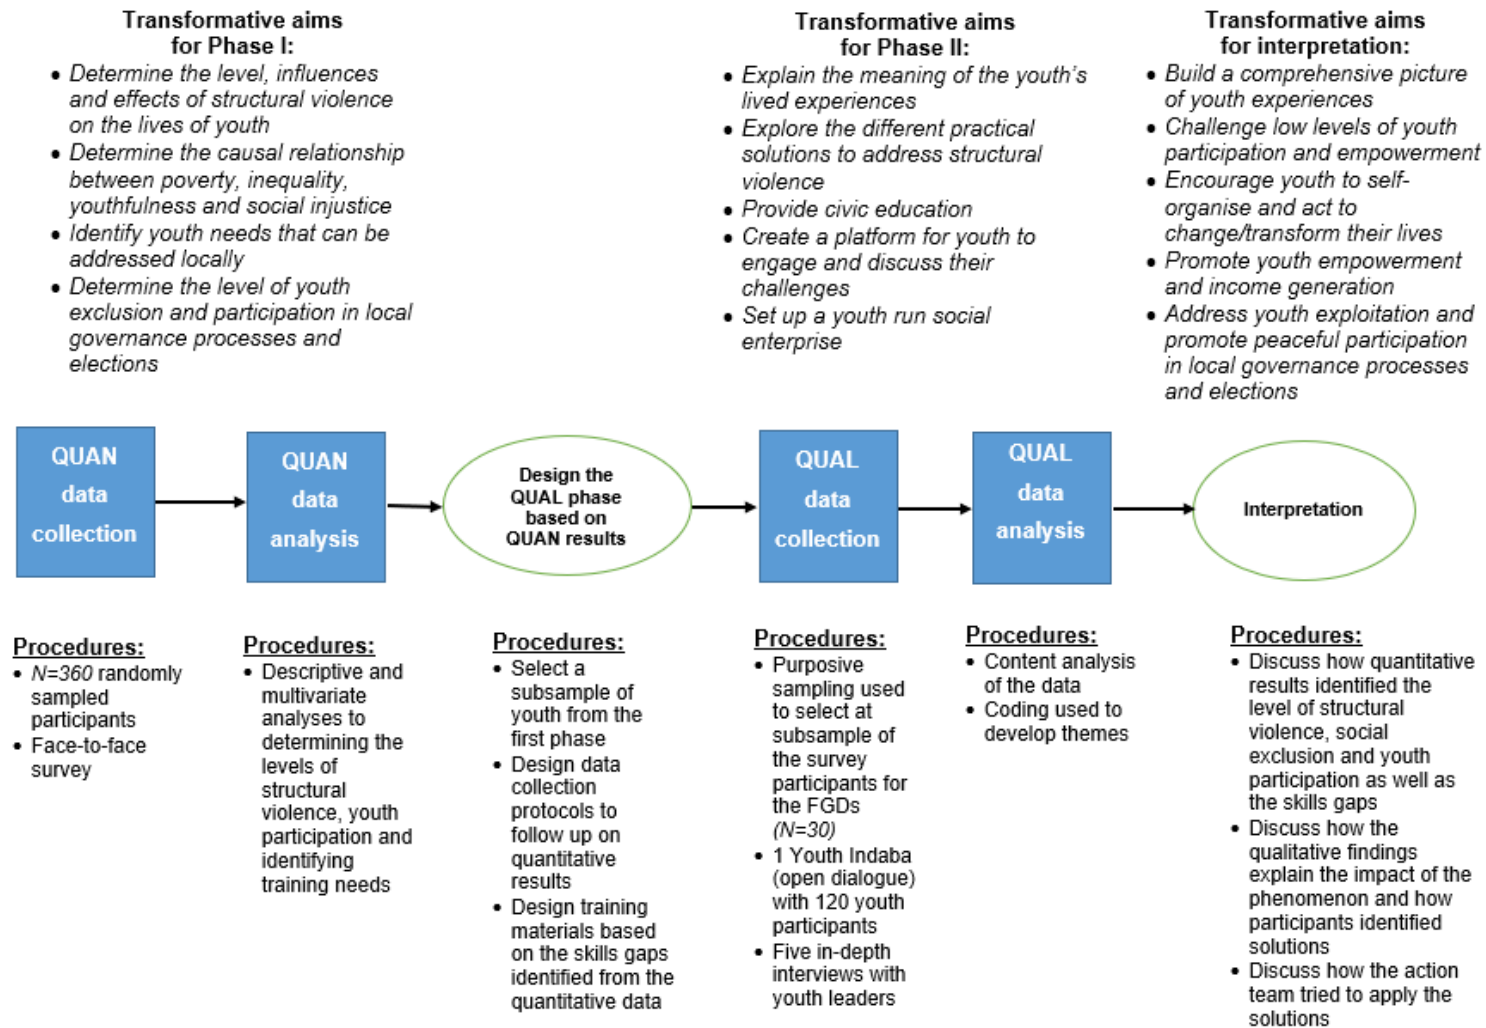 Transformative aims
for Phase I:
• Determine the level, influences
and effects of structural violence
on the lives of youth
• Determine the causal relationship
between poverty, inequality,
youthfulness and social injustice
• Identify youth needs that can be
addressed locally
• Determine the level of youth
exclusion and participation in local
governance processes and
elections
Transformative aims
for Phase II:
• Explain the meaning of the youth's
lived experiences
• Explore the different practical
solutions to address structural
violence
• Provide civic education
• Create a platform for youth to
engage and discuss their
challenges
• Set up a youth run social
enterprise
Transformative aims
for interpretation:
• Build a comprehensive picture
of youth experiences
• Challenge low levels of youth
participation and empowerment
• Encourage youth to self-
organise and act to
change/transform their lives
• Promote youth empowerment
and income generation
• Address youth exploitation and
promote peaceful participation
in local governance processes
and elections
QUAN
data
collection
QUAN
data
analysis
Design the
QUAL phase
based on
QUAN results
QUAL
data
collection
QUAL
data
analysis
Interpretation
Procedures:
• N=360 randomly
sampled
participants
• Face-to-face
survey
Procedures:
• Descriptive and
multivariate
analyses to
determining the
levels of
structural
violence, youth
participation and
identifying
training needs
Procedures:
• Select a
subsample of
youth from the
first phase
• Design data
collection
protocols to
follow up on
quantitative
results
• Design training
materials based
on the skills gaps
identified from the
quantitative data
Procedures:
• Purposive
sampling used
to select at
subsample of
the survey
participants for
the FGDs
(N=30)
• 1 Youth Indaba
(open dialogue)
with 120 youth
participants
• Five in-depth
interviews with
youth leaders
Procedures:
• Content analysis
of the data
• Coding used to
develop themes
Procedures:
• Discuss how quantitative
results identified the
level of structural
violence, social
exclusion and youth
participation as well as
the skills gaps
• Discuss how the
qualitative findings
explain the impact of the
phenomenon and how
participants identified
solutions
• Discuss how the action
team tried to apply the
solutions